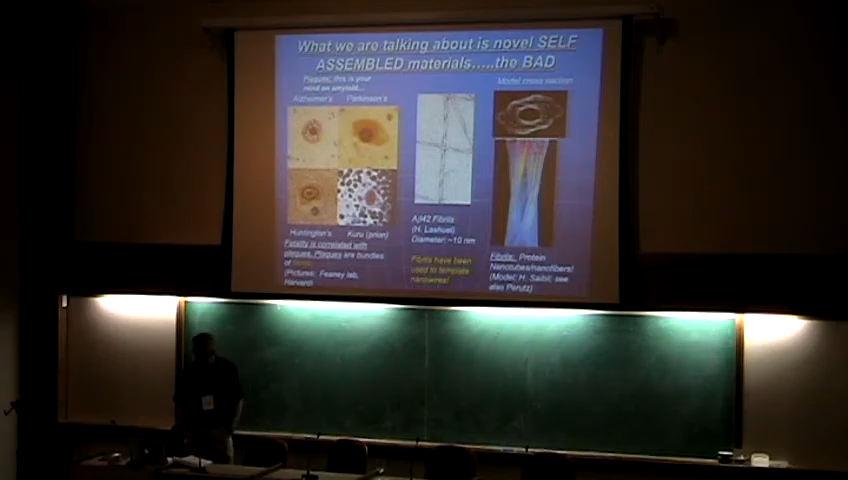 What we are talking about is novel SELF
ASSEMBLED materials.....the BAD
Plaques: this is your
mind on amyloid...
Alzheimer's Parkinson's
Huntington's Kuru (prion)
Fatality is correlated with
plaques. Plaques are bundles
of
(Pictures: Feaney lab,
Harvard)
Aβ42 Fibrils
(H. Lashuel)
Diameter: ~10 nm
Fibrils have been
used to template
nanowires!
Model cross section
Fibrils: Protein
Nanotubes/nanofibers!
(Model: H. Saibil; see
also Perutz)